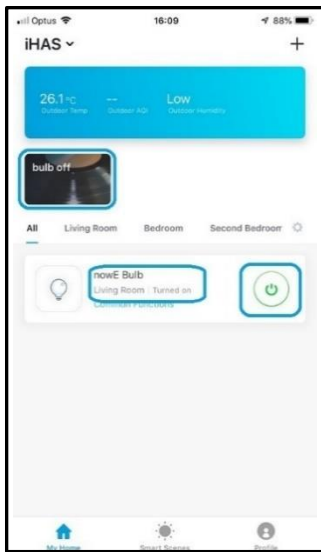 Optus 16:09 88%
iHAS
+
26.1 °C -- Low
Outdoor Temp Outdoor AQI Outdoor Humidity
bulb off
All Living Room Bedroom Second Bedroom
nowE Bulb
Living Room | Turned on
Common Functions
My Home Smart Scenes Profile